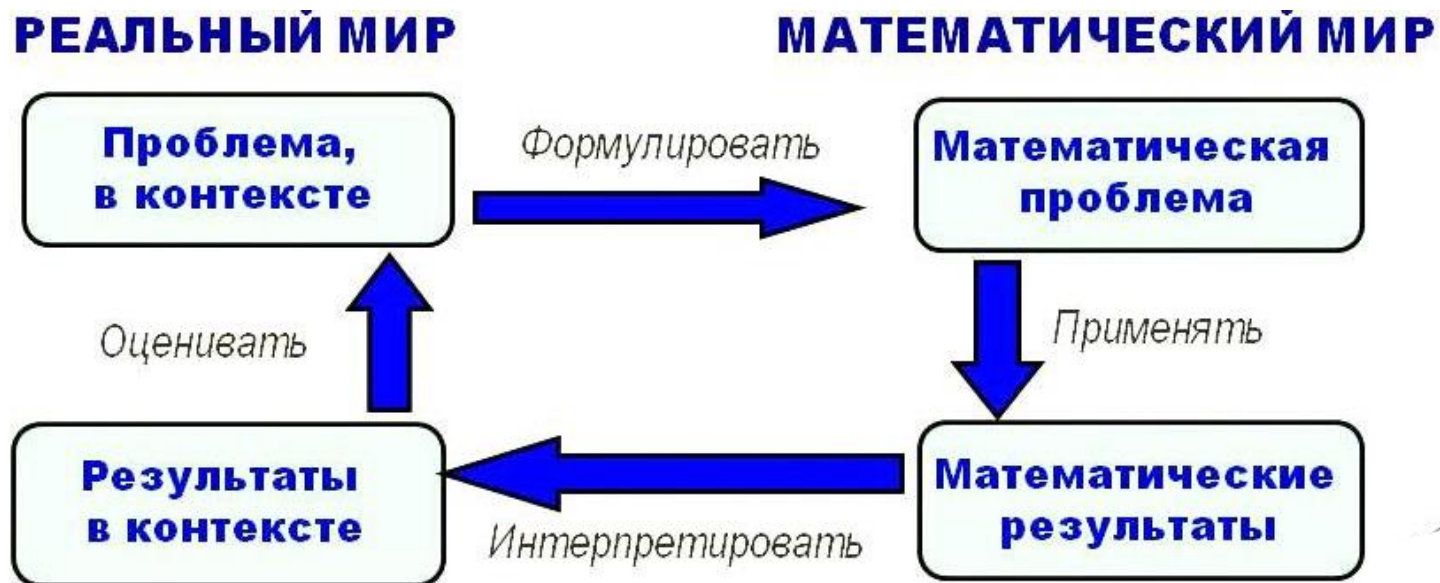 РЕАЛЬНЫЙ МИР
МАТЕМАТИЧЕСКИЙ МИР
Проблема,
в контексте
Формулировать
Математическая
проблема
Оценивать
Применять
Результаты
в контексте
Интерпретировать
Математические
результаты